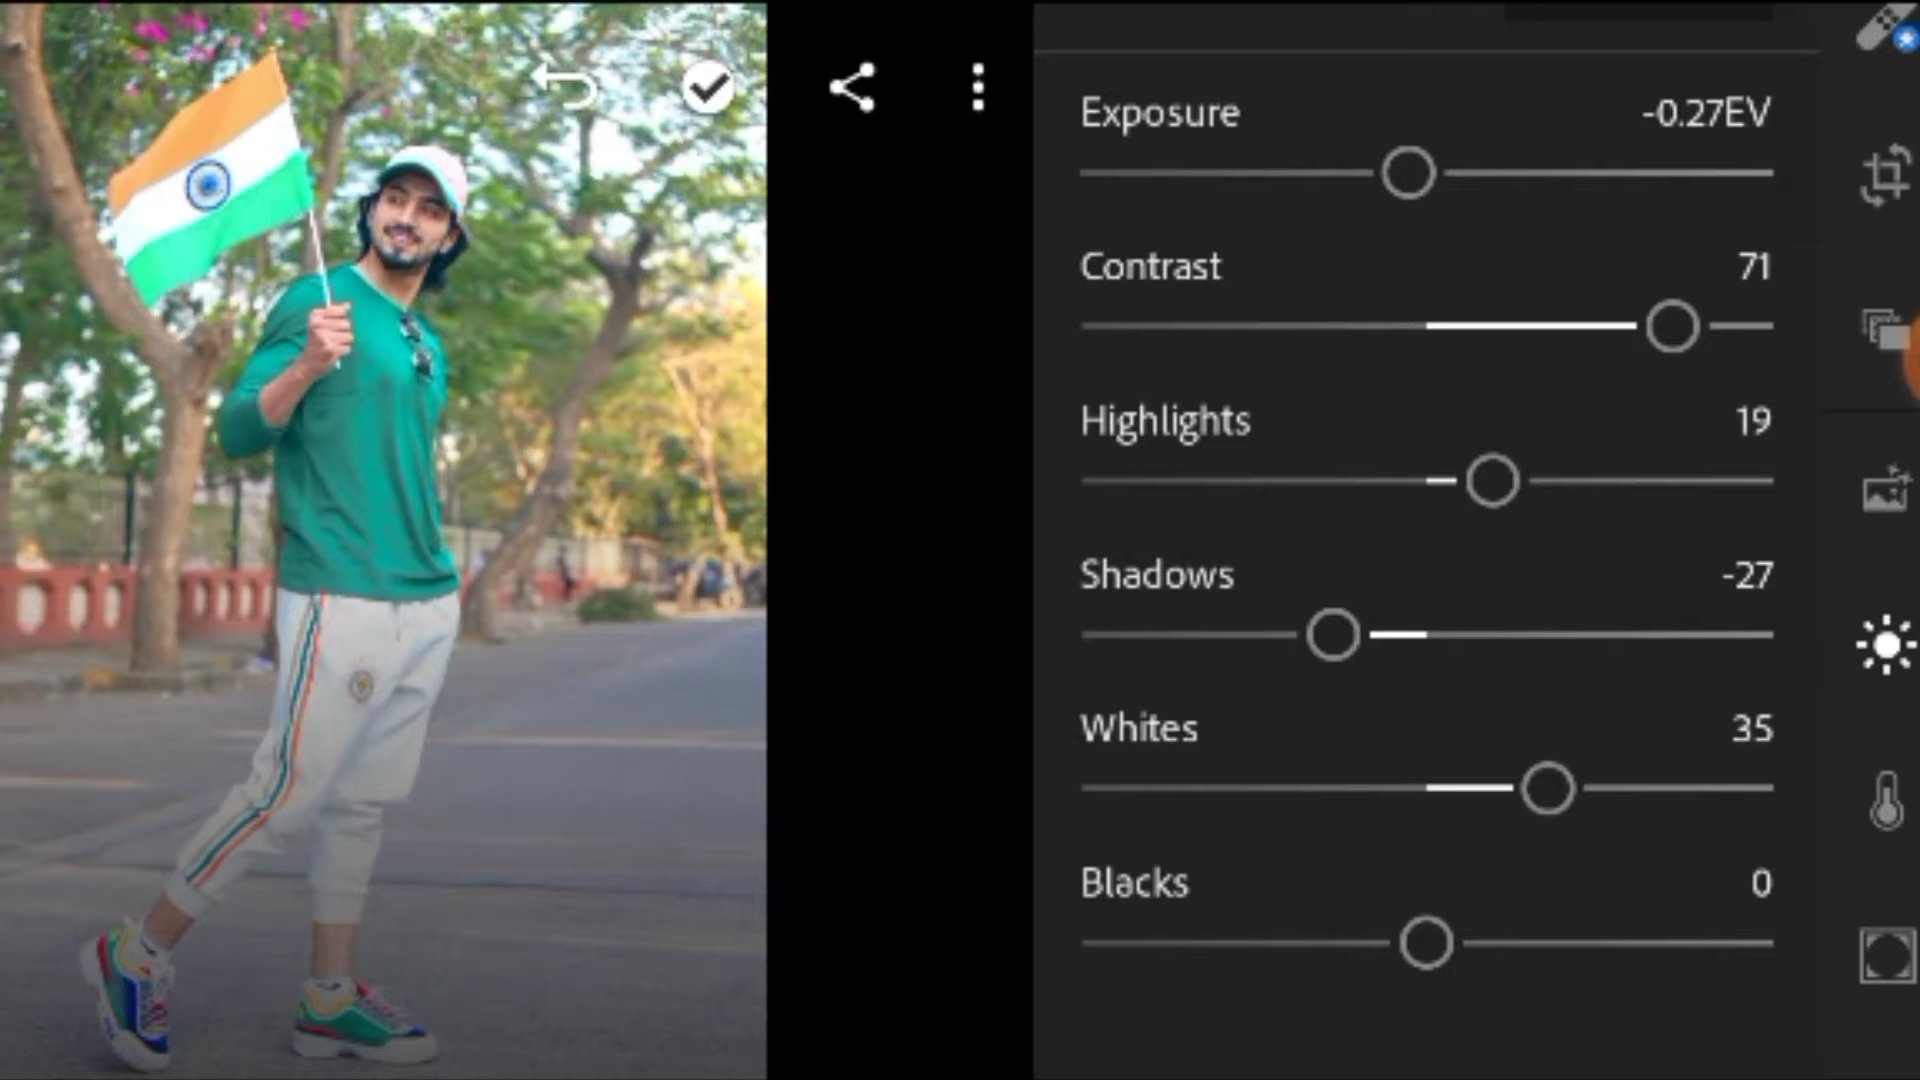 Exposure -0.27EV
Contrast 71
Highlights 19
Shadows -27
Whites 35
Blacks 0